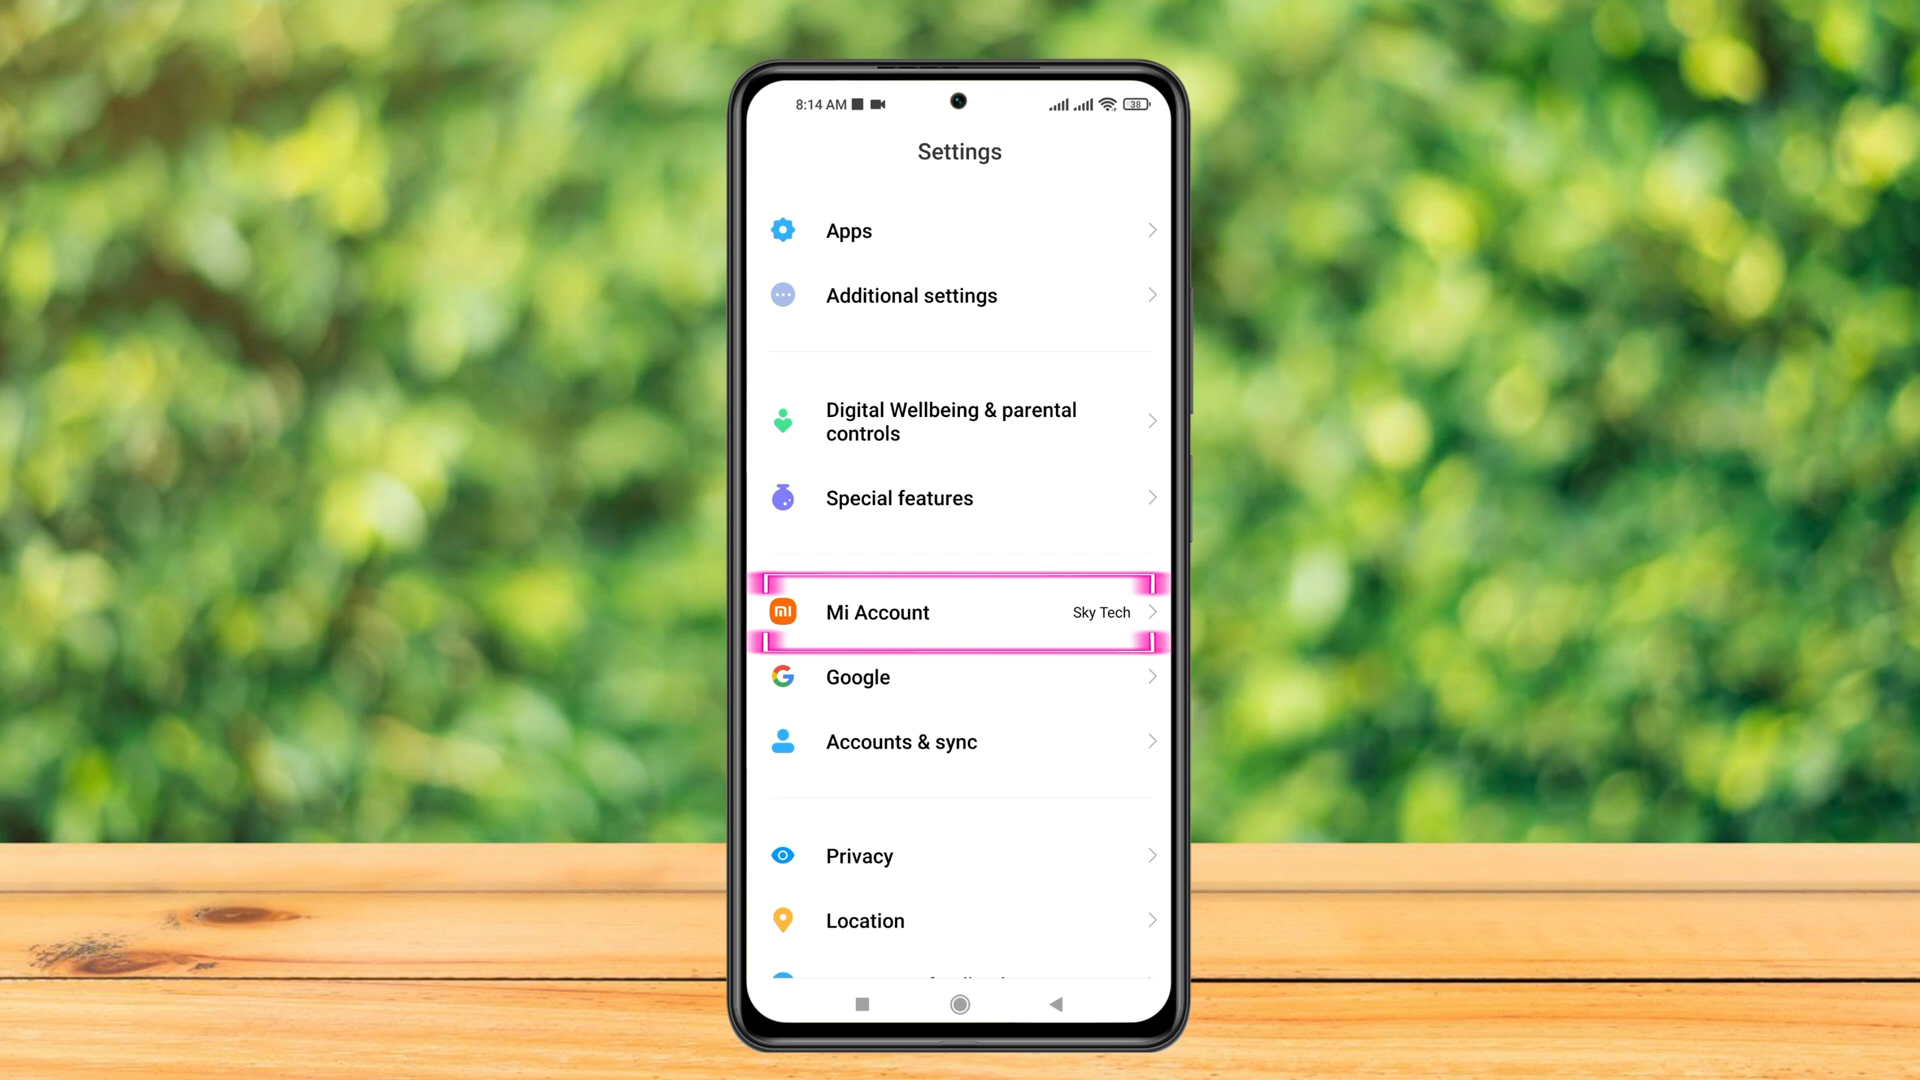 8:14 AM
38
Settings
Apps
Additional settings
Digital Wellbeing & parental
controls
Special features
mi
Mi Account
Sky Tech
Google
Accounts & sync
Privacy
Location